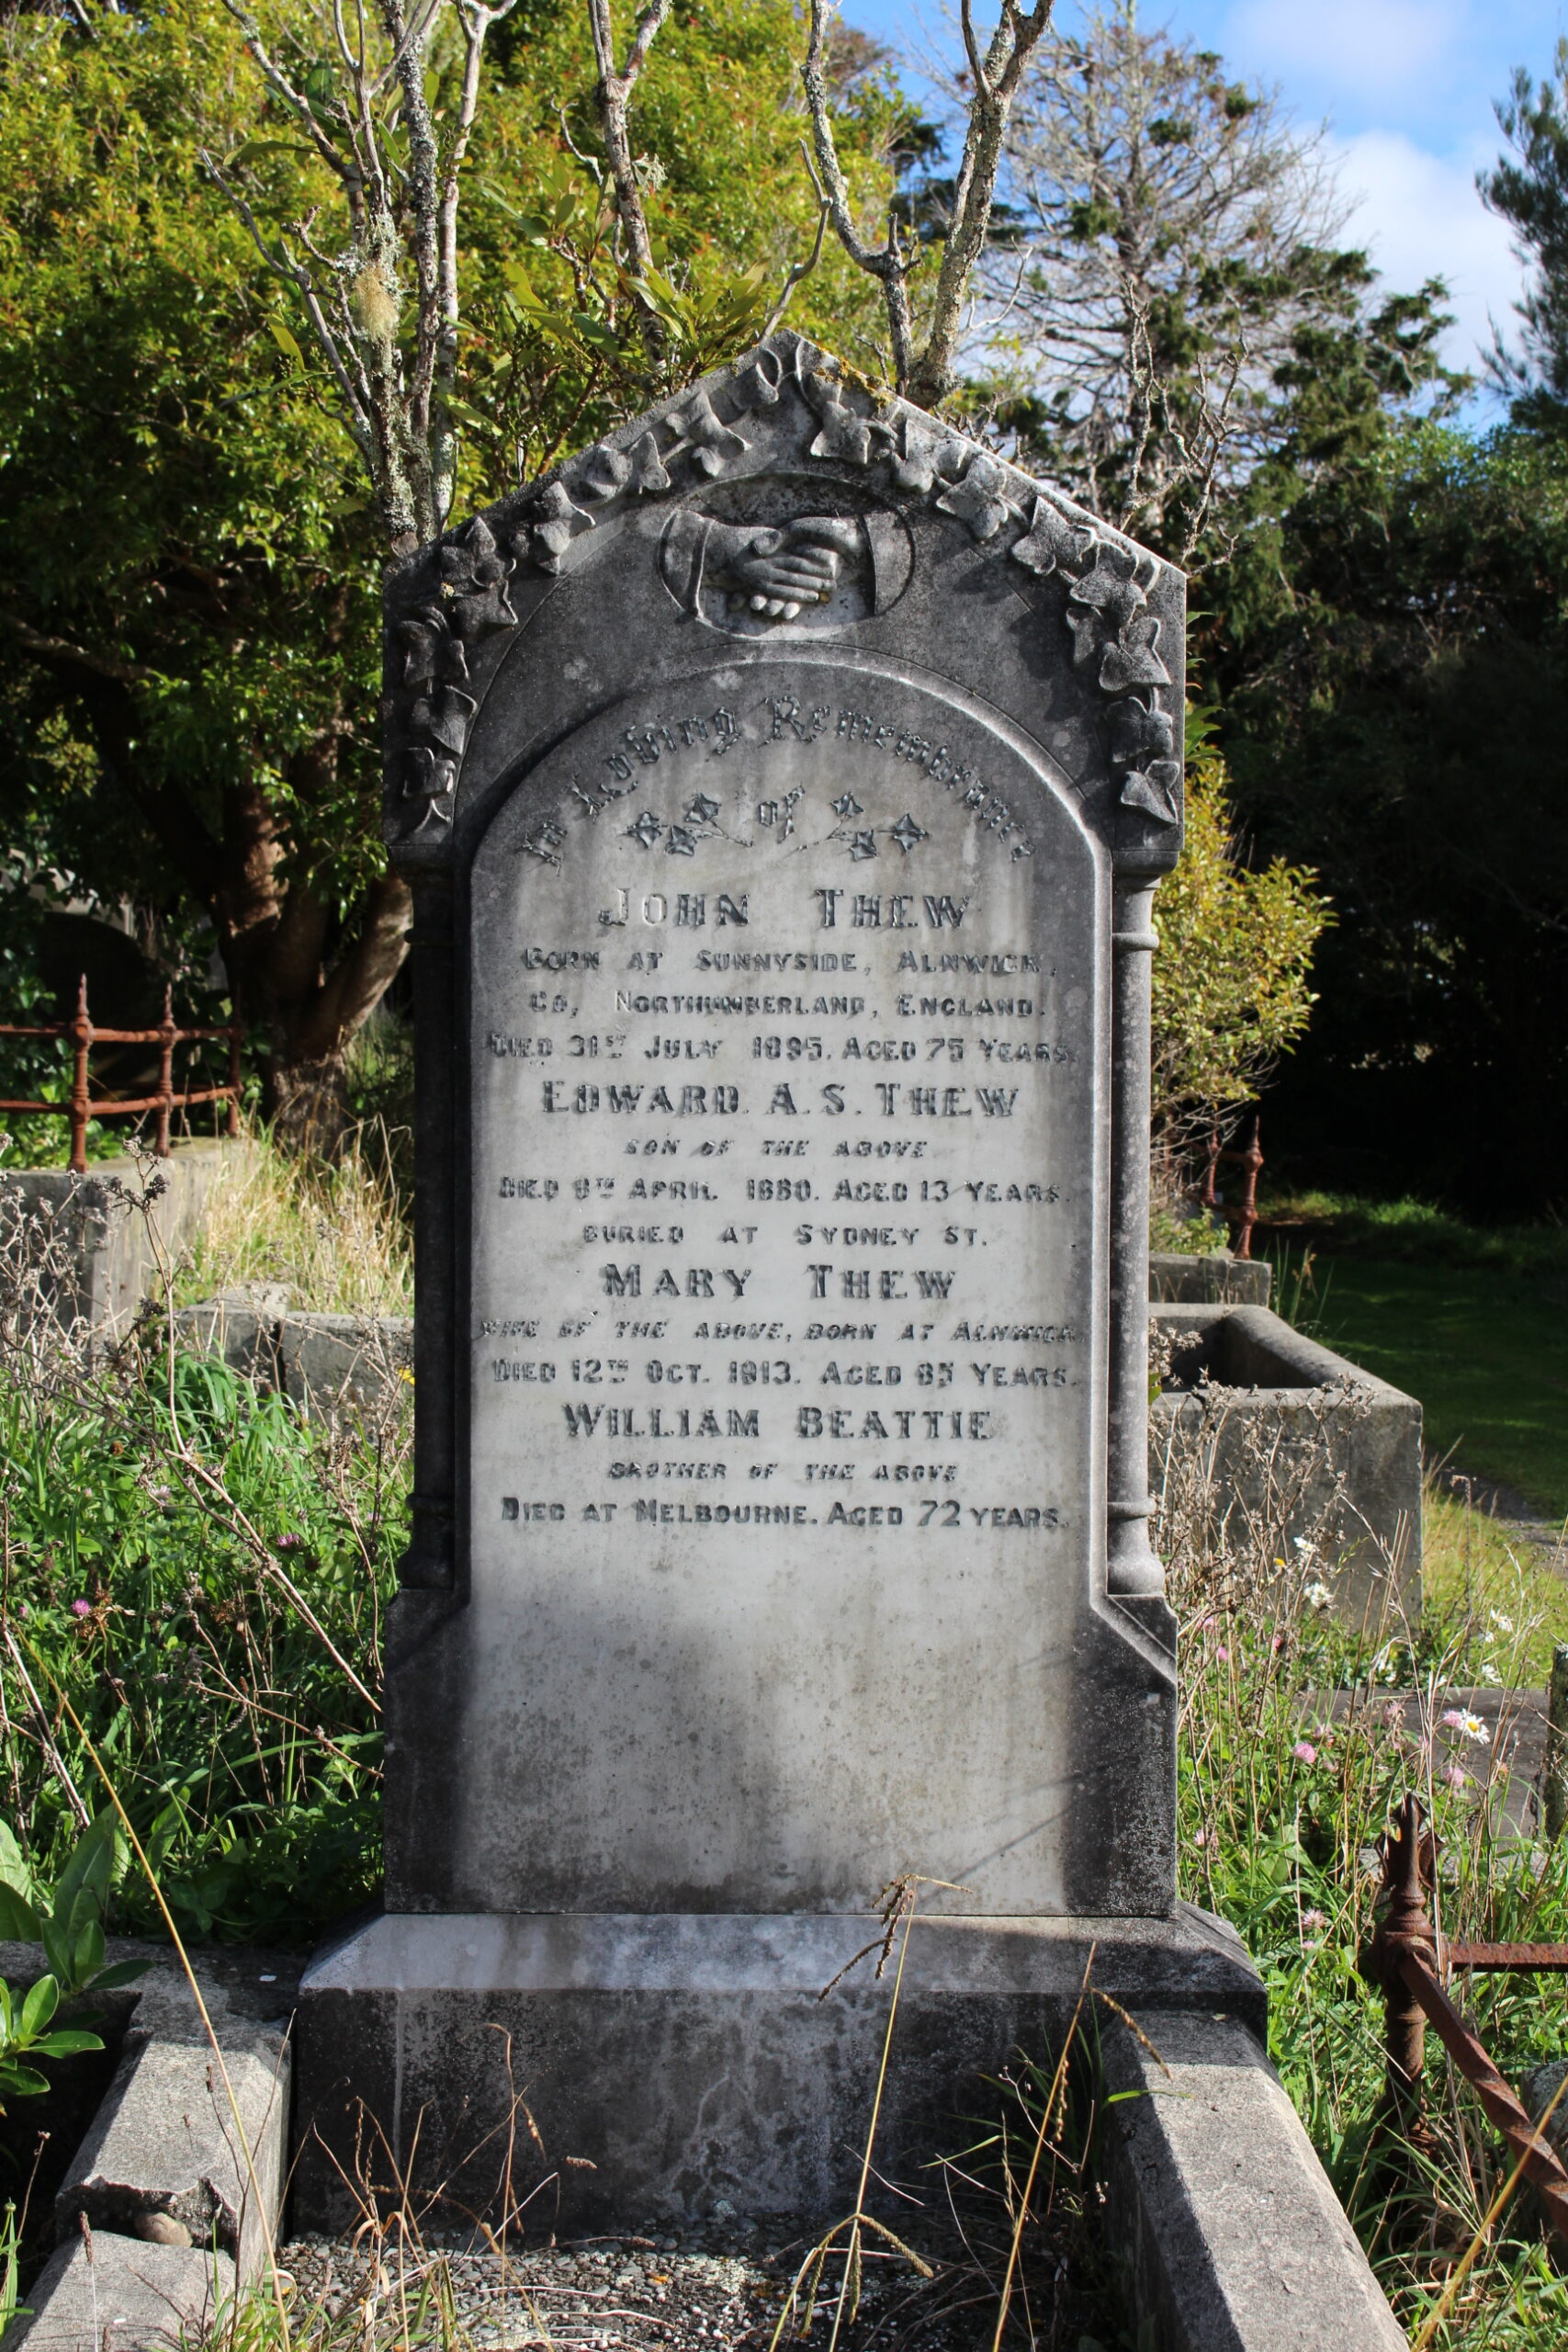 In Loving Remembrance
of
JOHN THEW
BORN AT SUNNYSIDE, ALNWICK,
CO, NORTHUMBERLAND, ENGLAND.
DIED 31ST JULY 1895. AGED 75 YEARS.
EDWARD. A. S. THEW
SON OF THE ABOVE
DIED 9TH APRIL 1880. AGED 13 YEARS.
BURIED AT SYDNEY ST.
MARY THEW
WIFE OF THE ABOVE, BORN AT ALNWICK
DIED 12TH OCT. 1913. AGED 85 YEARS.
WILLIAM BEATTIE
BROTHER OF THE ABOVE
DIED AT MELBOURNE. AGED 72 YEARS.